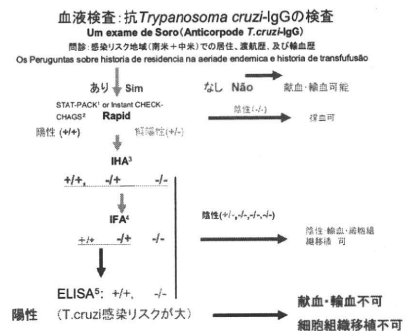 血液検査：抗Trypanosoma cruzi-IgGの検査
Um exame de Soro(Anticorpode T.cruzi-IgG)
問診：感染リスク地域（南米＋中米）での居住、渡航歴、及び輸血歴
Os Peruguntas sobre historia de residencia na aeriade endemica e historia de transfufusão
あり Sim なし Não 献血・輸血可能
STAT-PACK¹ or Instant CHECK-
CHAGS² Rapid 陰性(-/-) 採血可
陽性 (+/+) 偽陽性(+/-)
IHA³
+/+, -/+ -/-
IFA⁴
+/+ -/+ -/-
陰性(+/-,-/-,-/-,-/-)
陰性・輸血・細胞組
織移植 可
ELISA⁵: +/+, -/-
陽性 (T.cruzi感染リスクが大)
献血・輸血不可
細胞組織移植不可